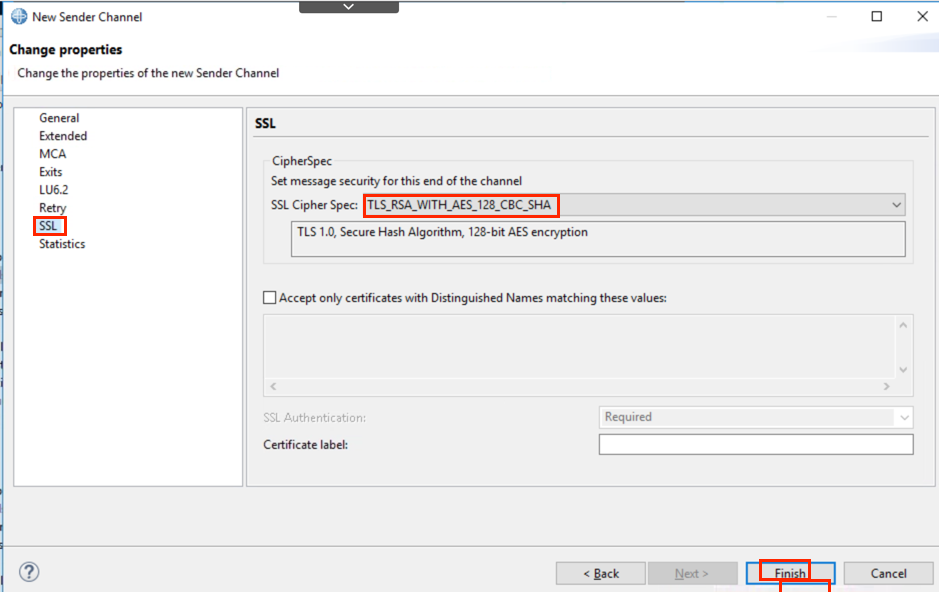 New Sender Channel
Change properties
Change the properties of the new Sender Channel
General
Extended
MCA
Exits
LU6.2
Retry
SSL
Statistics
SSL
CipherSpec
Set message security for this end of the channel
SSL Cipher Spec: TLS_RSA_WITH_AES_128_CBC_SHA
TLS 1.0, Secure Hash Algorithm, 128-bit AES encryption
Accept only certificates with Distinguished Names matching these values:
SSL Authentication: Required
Certificate label:
? < Back Next > Finish Cancel